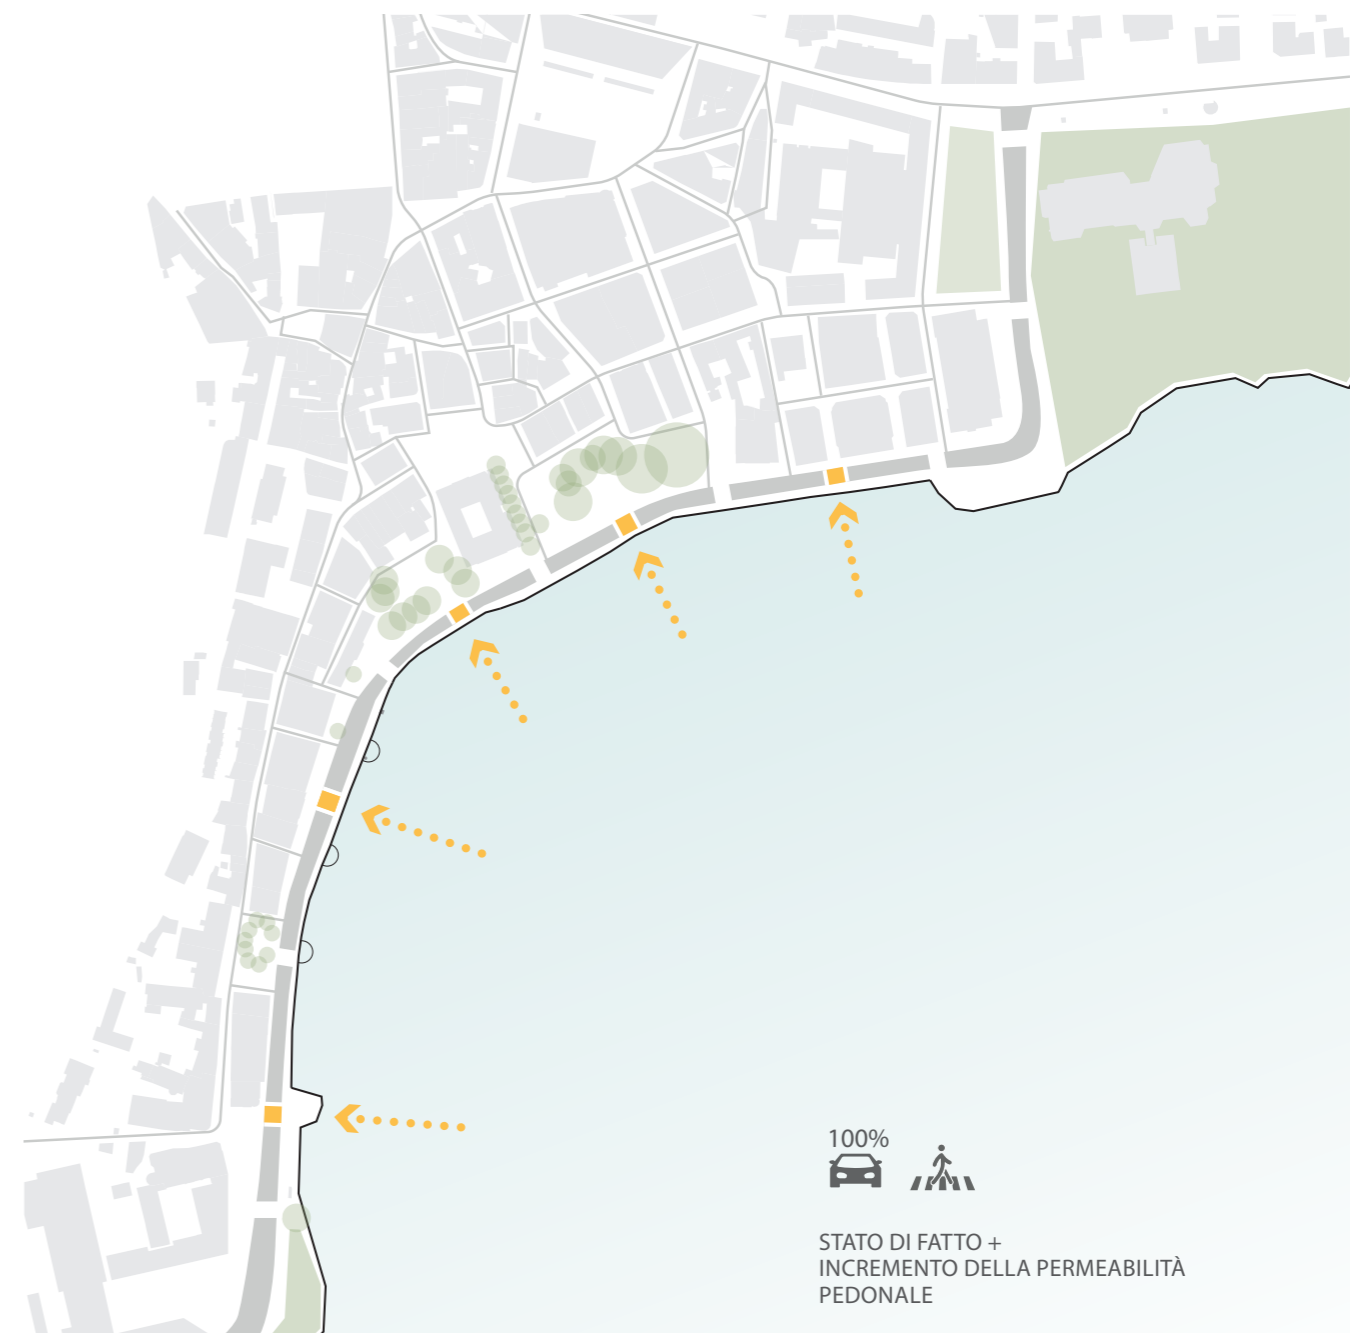 100%
STATO DI FATTO +
INCREMENTO DELLA PERMEABILITÀ
PEDONALE